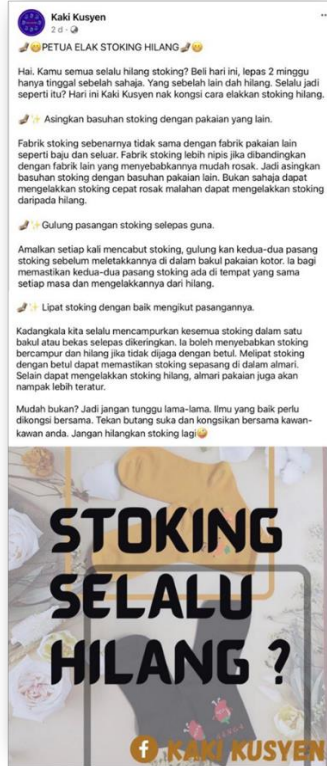 Kaki Kusyen
2 d ·
🧦😊PETUA ELAK STOKING HILANG🧦😊
Hai. Kamu semua selalu hilang stoking? Beli hari ini, lepas 2 minggu
hanya tinggal sebelah sahaja. Yang sebelah lain dah hilang. Selalu jadi
seperti itu? Hari ini Kaki Kusyen nak kongsi cara elakkan stoking hilang.
🧦✨ Asingkan basuhan stoking dengan pakaian yang lain.
Fabrik stoking sebenarnya tidak sama dengan fabrik pakaian lain
seperti baju dan seluar. Fabrik stoking lebih nipis jika dibandingkan
dengan fabrik lain yang menyebabkannya mudah rosak. Jadi asingkan
basuhan stoking dengan basuhan pakaian lain. Bukan sahaja dapat
mengelakkan stoking cepat rosak malahan dapat mengelakkan stoking
daripada hilang.
🧦✨Gulung pasangan stoking selepas guna.
Amalkan setiap kali mencabut stoking, gulung kan kedua-dua pasang
stoking sebelum meletakkannya di dalam bakul pakaian kotor. Ia bagi
memastikan kedua-dua pasang stoking ada di tempat yang sama
setiap masa dan mengelakkannya dari hilang.
🧦✨ Lipat stoking dengan baik mengikut pasangannya.
Kadangkala kita selalu mencampurkan kesemua stoking dalam satu
bakul atau bekas selepas dikeringkan. Ia boleh menyebabkan stoking
bercampur dan hilang jika tidak dijaga dengan betul. Melipat stoking
dengan betul dapat memastikan stoking sepasang di dalam almari.
Selain dapat mengelakkan stoking hilang, almari pakaian juga akan
nampak lebih teratur.
Mudah bukan? Jadi jangan tunggu lama-lama. Ilmu yang baik perlu
dikongsi bersama. Tekan butang suka dan kongsikan bersama kawan-
kawan anda. Jangan hilangkan stoking lagi🤣
STOKING
SELALU
HILANG ?
f KAKI KUSYEN